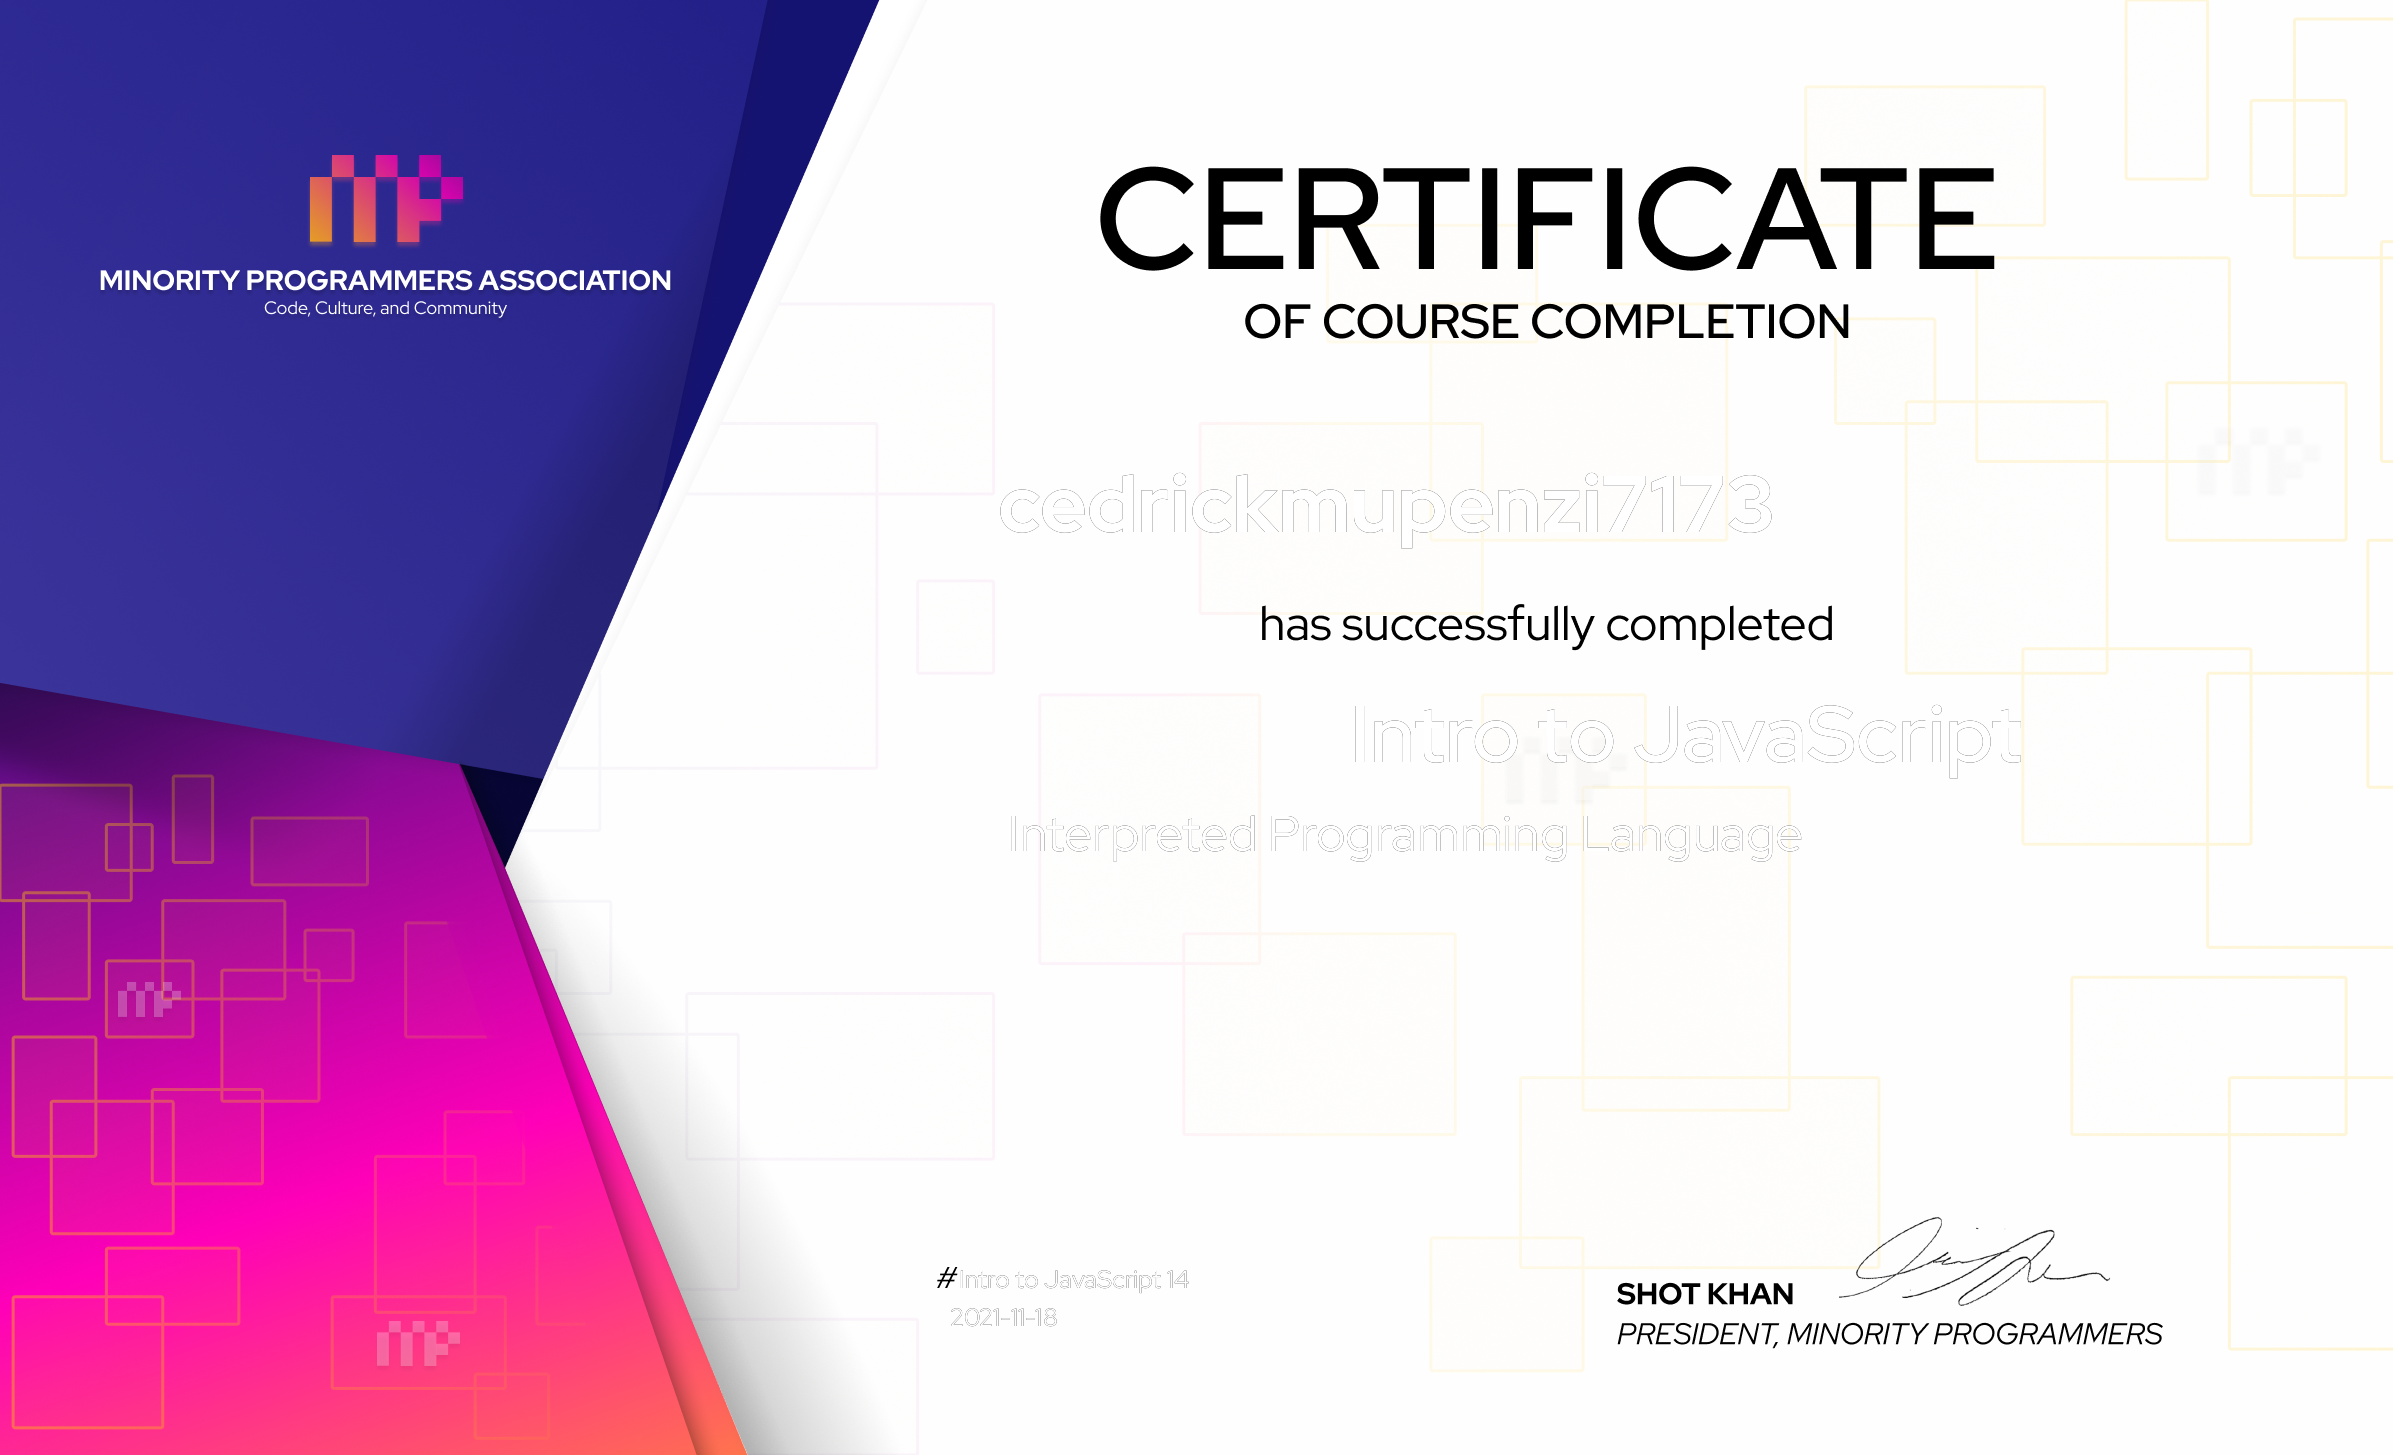 MINORITY PROGRAMMERS ASSOCIATION
Code, Culture, and Community
CERTIFICATE
OF COURSE COMPLETION
cedrickmupenzi7173
has successfully completed
Intro to JavaScript
Interpreted Programming Language
#Intro to JavaScript 14
2021-11-18
SHOT KHAN
PRESIDENT, MINORITY PROGRAMMERS